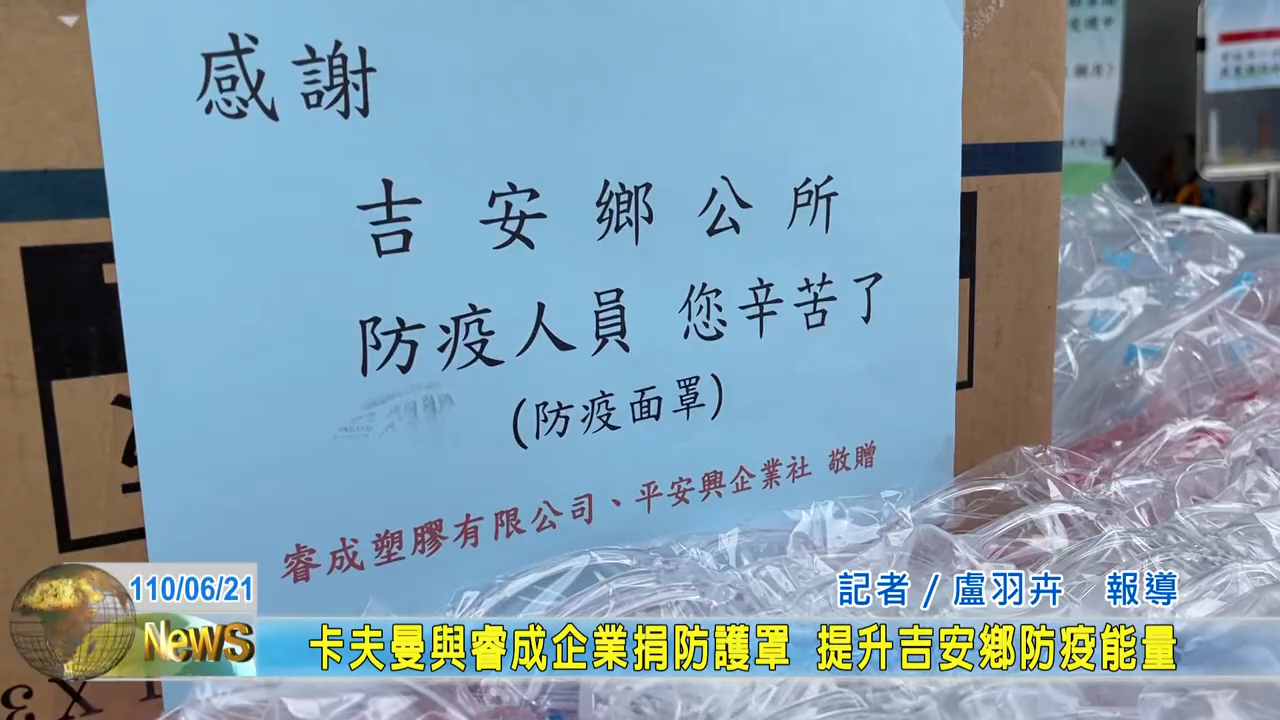 感謝
吉安鄉公所
防疫人員 您辛苦了
(防疫面罩)
睿成塑膠有限公司、平安興企業社 敬贈
110/06/21
記者/盧羽卉 報導
News
卡夫曼與睿成企業捐防護罩 提升吉安鄉防疫能量